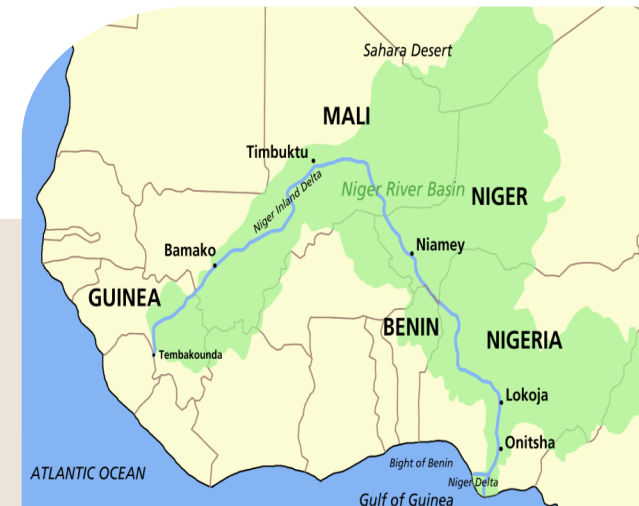 Sahara Desert
MALI
Timbuktu
Niger Inland Delta
Niger River Basin
NIGER
Bamako
Niamey
GUINEA
BENIN
NIGERIA
Tembakounda
Lokoja
Onitsha
Bight of Benin
ATLANTIC OCEAN
Niger Delta
Gulf of Guinea